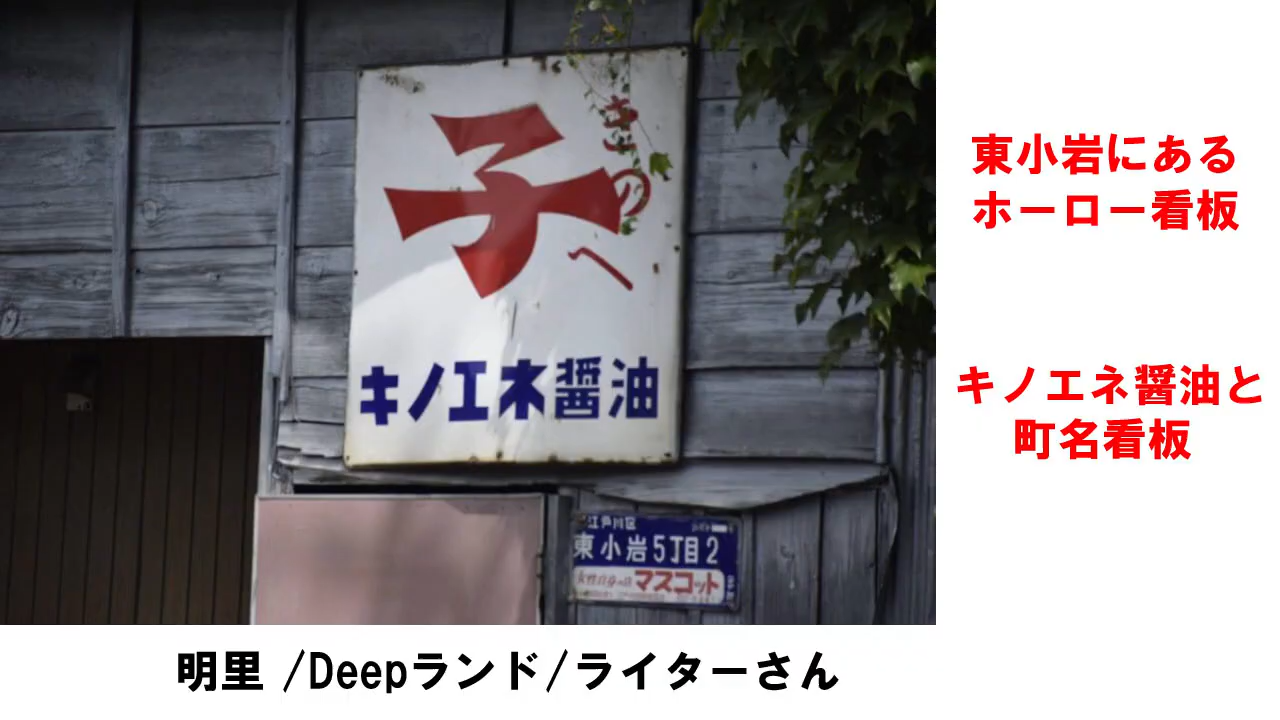 きのへ
子
キノエネ醤油
江戸川区
東小岩5丁目2
マスコット
東小岩にある
ホーロー看板
キノエネ醤油と
町名看板
明里 /Deepランド/ライターさん